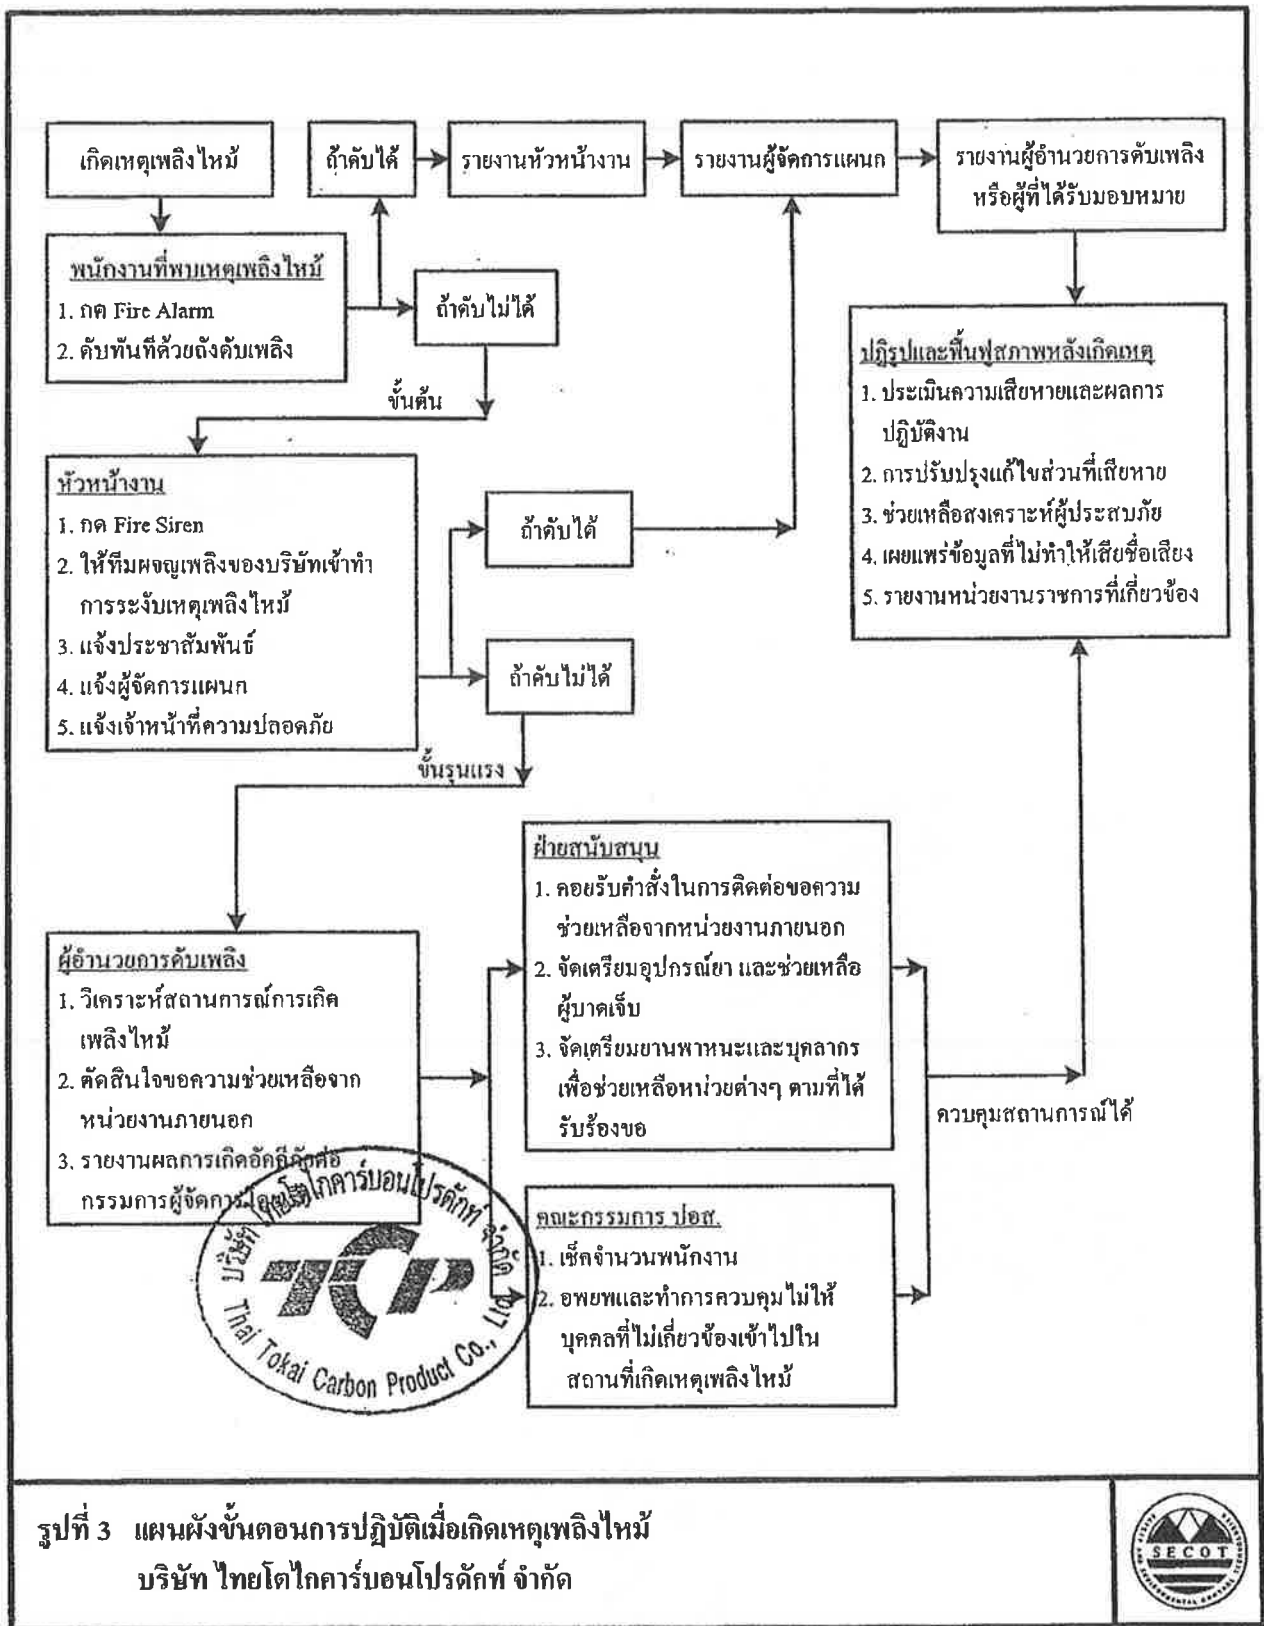 เกิดเหตุเพลิงไหม้
ถ้าดับได้
รายงานหัวหน้างาน
รายงานผู้จัดการแผนก
รายงานผู้อำนวยการดับเพลิง
หรือผู้ที่ได้รับมอบหมาย
พนักงานที่พบเหตุเพลิงไหม้
1. กด Fire Alarm
2. ดับทันทีด้วยถังดับเพลิง
ถ้าดับไม่ได้
ขั้นต้น
ปฏิรูปและฟื้นฟูสภาพหลังเกิดเหตุ
1. ประเมินความเสียหายและผลการ
ปฏิบัติงาน
2. การปรับปรุงแก้ไขส่วนที่เสียหาย
3. ช่วยเหลือสงเคราะห์ผู้ประสบภัย
4. เผยแพร่ข้อมูลที่ไม่ทำให้เสียชื่อเสียง
5. รายงานหน่วยงานราชการที่เกี่ยวข้อง
หัวหน้างาน
1. กด Fire Siren
2. ให้ทีมผจญเพลิงของบริษัทเข้าทำ
การระงับเหตุเพลิงไหม้
3. แจ้งประชาสัมพันธ์
4. แจ้งผู้จัดการแผนก
5. แจ้งเจ้าหน้าที่ความปลอดภัย
ถ้าดับได้
ถ้าดับไม่ได้
ขั้นรุนแรง
ผู้อำนวยการดับเพลิง
1. วิเคราะห์สถานการณ์การเกิด
เพลิงไหม้
2. ตัดสินใจขอความช่วยเหลือจาก
หน่วยงานภายนอก
3. รายงานผลการเกิดอัคคีภัยต่อ
กรรมการผู้จัดการ
ฝ่ายสนับสนุน
1. คอยรับคำสั่งในการติดต่อขอความ
ช่วยเหลือจากหน่วยงานภายนอก
2. จัดเตรียมอุปกรณ์ยา และช่วยเหลือ
ผู้บาดเจ็บ
3. จัดเตรียมยานพาหนะและบุคลากร
เพื่อช่วยเหลือหน่วยต่างๆ ตามที่ได้
รับร้องขอ
ควบคุมสถานการณ์ได้
คณะกรรมการ ปอส.
1. เช็คจำนวนพนักงาน
2. อพยพและทำการควบคุมไม่ให้
บุคคลที่ไม่เกี่ยวข้องเข้าไปใน
สถานที่เกิดเหตุเพลิงไหม้
บริษัท ไทยโตไกคาร์บอนโปรดักท์ จำกัด
TCP
Thai Tokai Carbon Product Co., Ltd.
รูปที่ 3 แผนผังขั้นตอนการปฏิบัติเมื่อเกิดเหตุเพลิงไหม้
บริษัท ไทยโตไกคาร์บอนโปรดักท์ จำกัด
SECOT